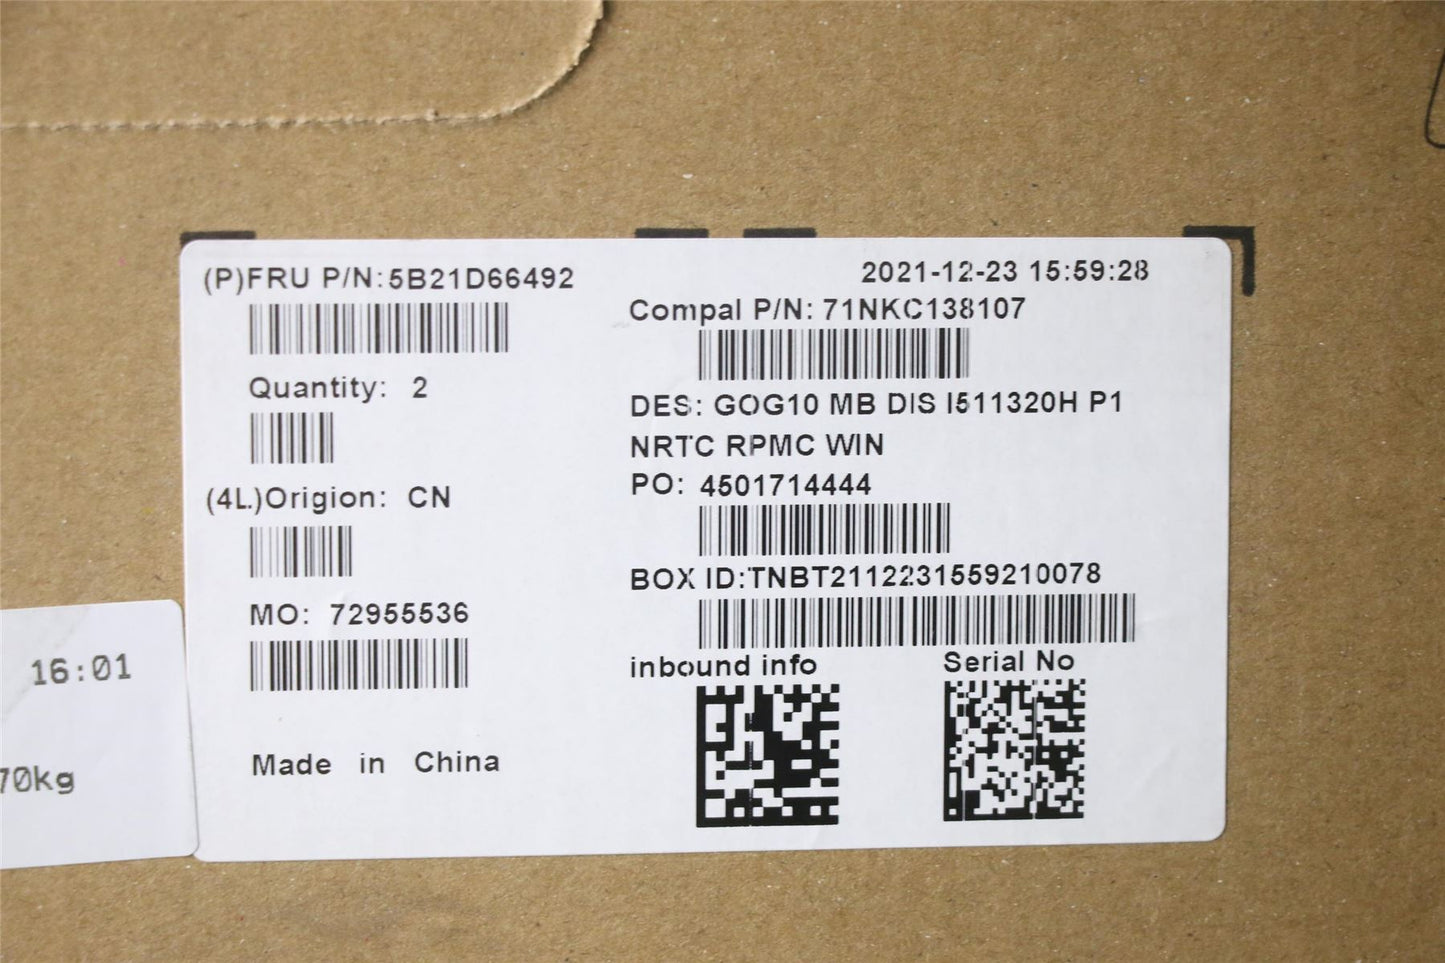 (P)FRU P/N:5B21D66492
2021-12-23 15:59:28
Compal P/N: 71NKC138107
Quantity: 2
DES: GOG10 MB DIS I511320H P1
NRTC RPMC WIN
(4L)Origion: CN
PO: 4501714444
BOX ID:TNBT2112231559210078
MO: 72955536
inbound info
Serial No
Made in China
16:01
70kg